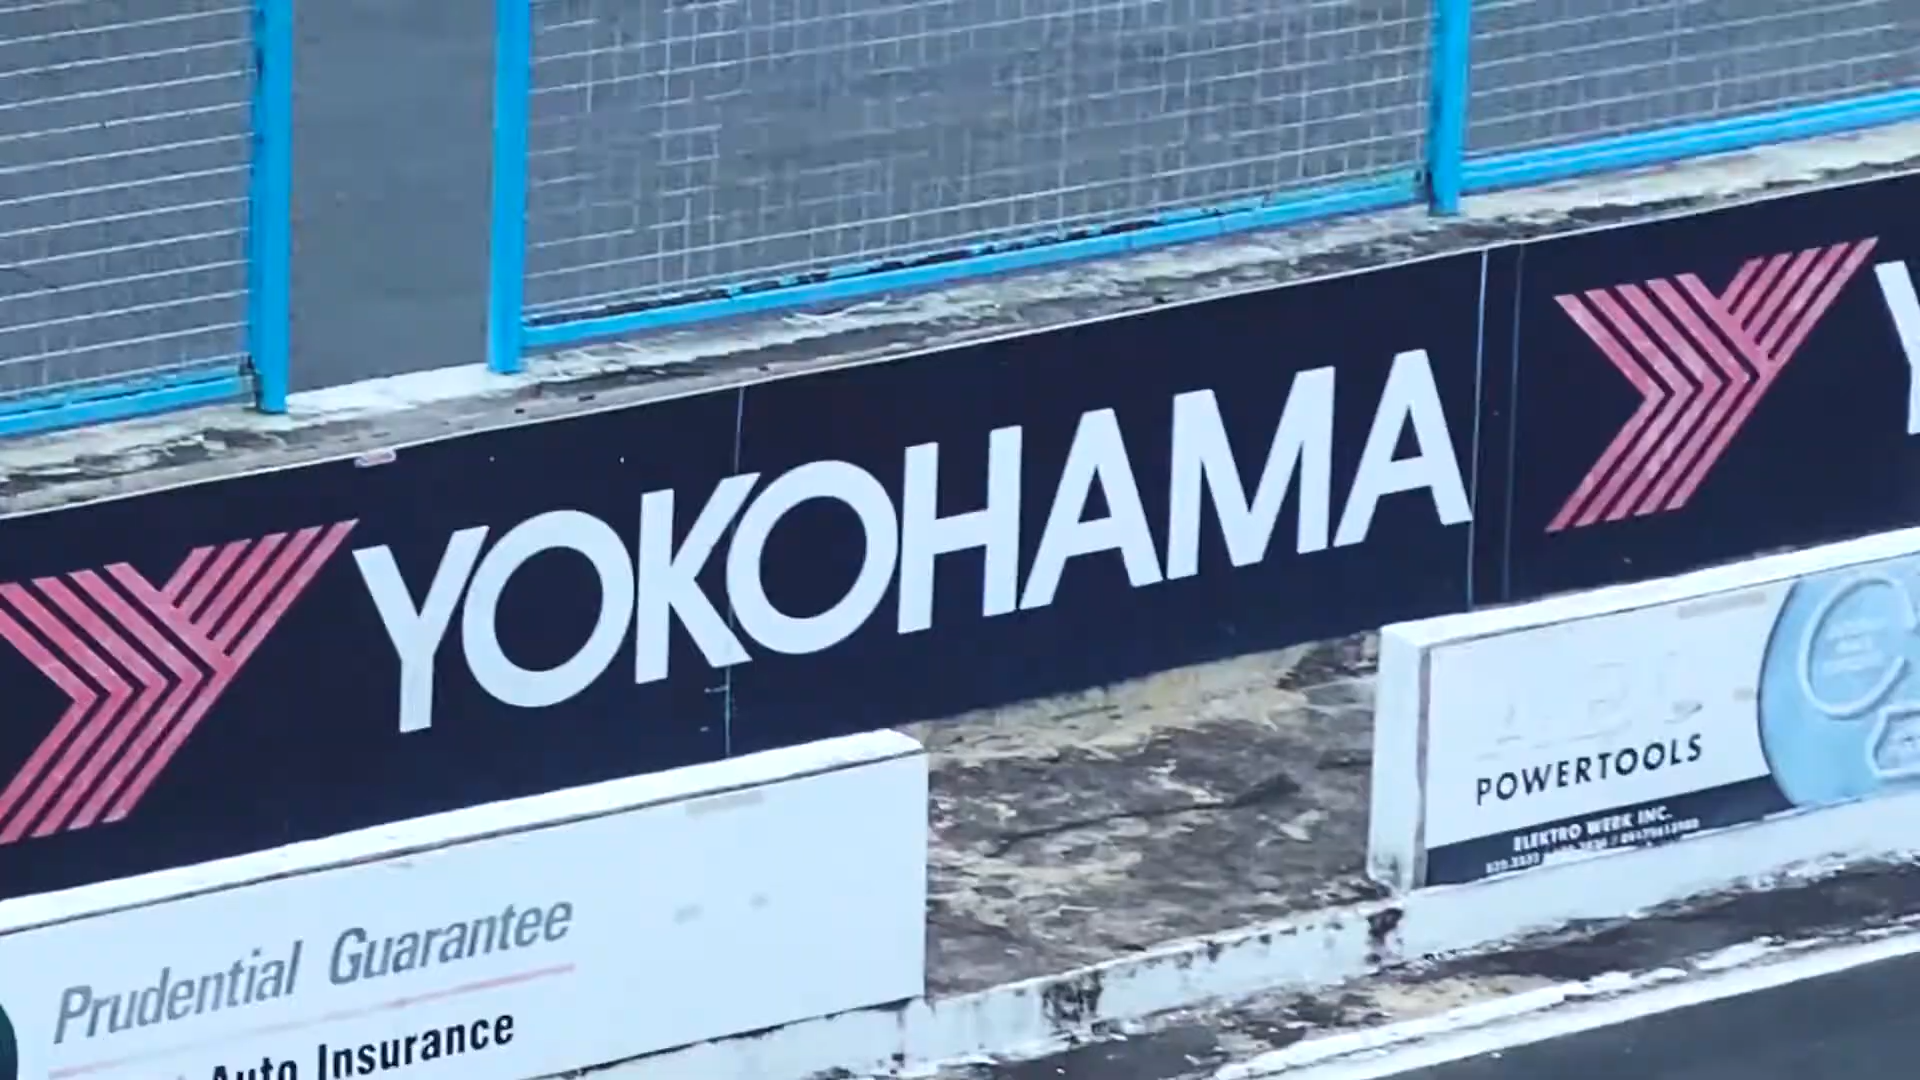 YOKOHAMA
Y
POWERTOOLS
ELEKTRO WERK INC.
Prudential Guarantee
Auto Insurance